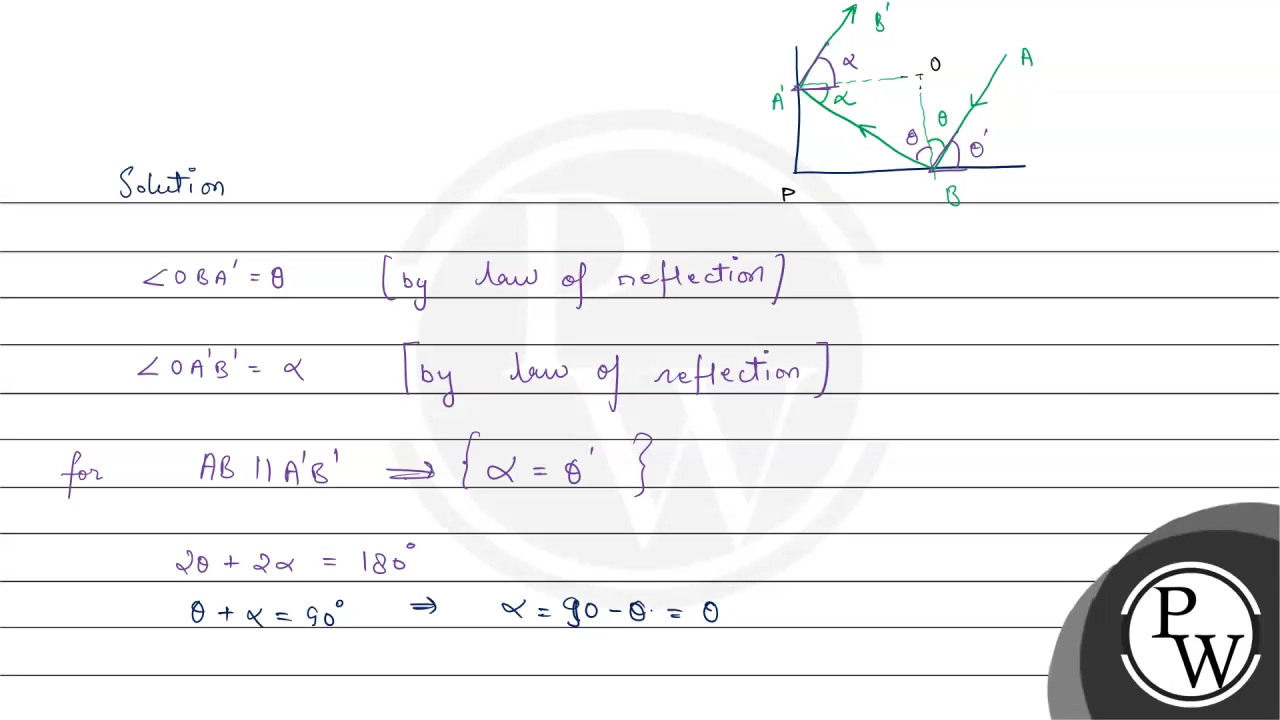 B'
α
O
A
A'
α
θ
θ
θ'
P
B
Solution
∠OBA' = θ [by law of reflection]
∠OA'B' = α [by law of reflection]
for AB || A'B' ⟹ { α = θ' }
2θ + 2α = 180°
θ + α = 90° ⇒ α = 90 - θ = θ
PW
PW